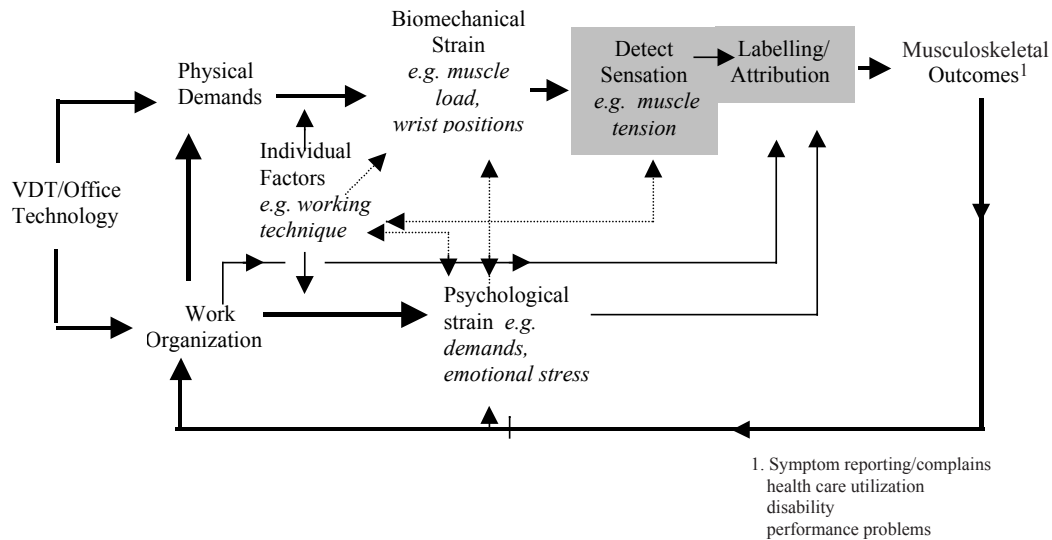 Biomechanical
Strain
e.g. muscle
load,
wrist positions
Detect
Sensation
e.g. muscle
tension
Labelling/
Attribution
Musculoskeletal
Outcomes1
Physical
Demands
Individual
Factors
e.g. working
technique
VDT/Office
Technology
Work
Organization
Psychological
strain e.g.
demands,
emotional stress
1. Symptom reporting/complains
health care utilization
disability
performance problems